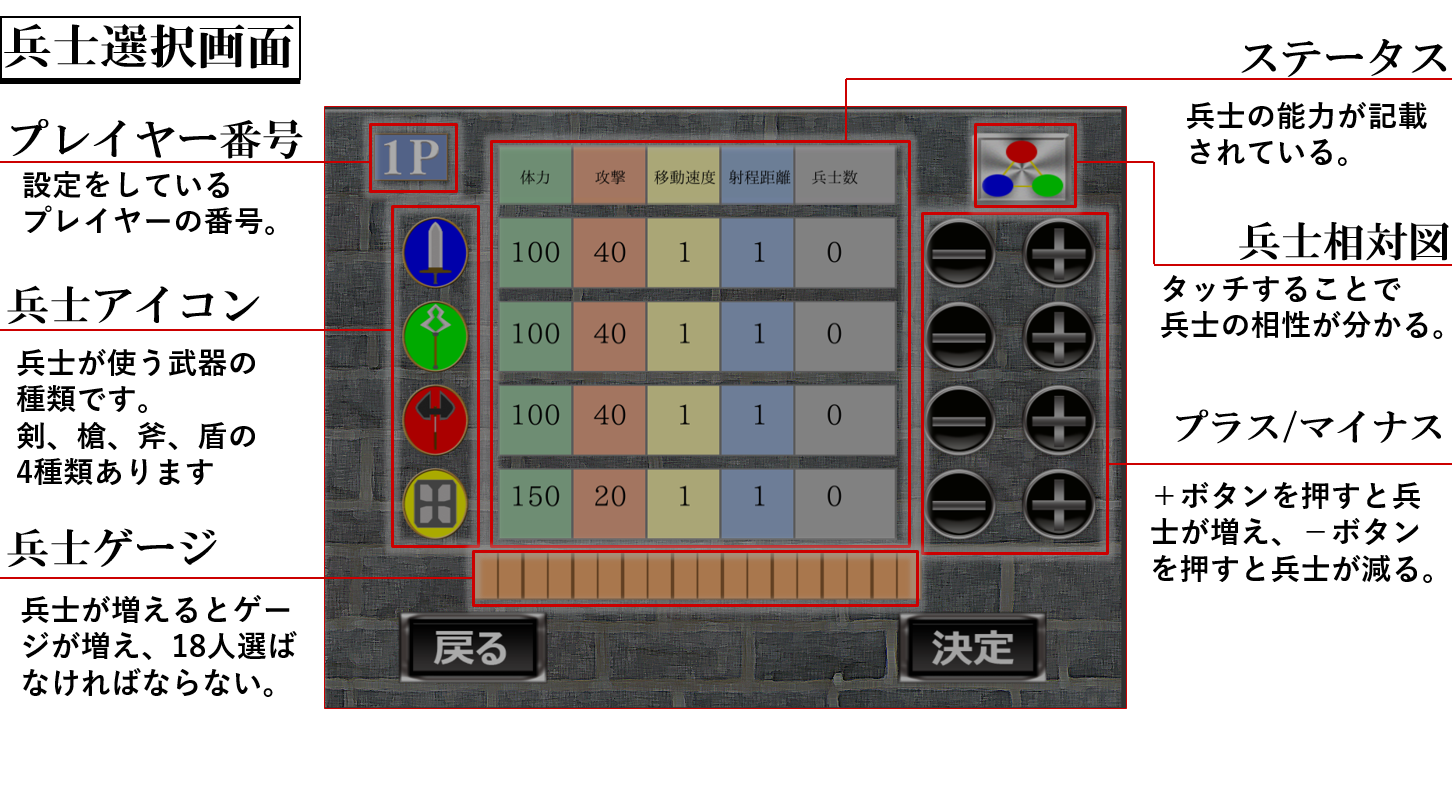 兵士選択画面
プレイヤー番号
設定をしている
プレイヤーの番号。
兵士アイコン
兵士が使う武器の
種類です。
剣、槍、斧、盾の
4種類あります
兵士ゲージ
兵士が増えるとゲー
ジが増え、18人選ば
なければならない。
1P
体力 攻撃 移動速度 射程距離 兵士数
100 40 1 1 0
100 40 1 1 0
100 40 1 1 0
150 20 1 1 0
戻る 決定
ステータス
兵士の能力が記載
されている。
兵士相対図
タッチすることで
兵士の相性が分かる。
プラス/マイナス
＋ボタンを押すと兵
士が増え、－ボタン
を押すと兵士が減る。